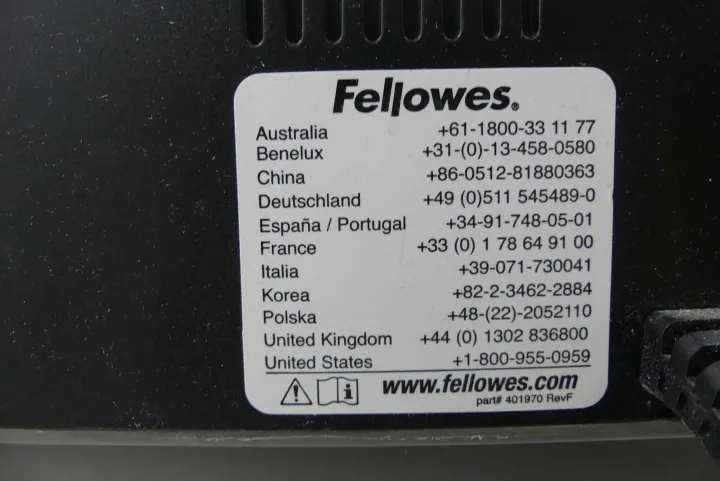 Fellowes®
Australia +61-1800-33 11 77
Benelux +31-(0)-13-458-0580
China +86-0512-81880363
Deutschland +49 (0)511 545489-0
España / Portugal +34-91-748-05-01
France +33 (0) 1 78 64 91 00
Italia +39-071-730041
Korea +82-2-3462-2884
Polska +48-(22)-2052110
United Kingdom +44 (0) 1302 836800
United States +1-800-955-0959
www.fellowes.com
part# 401970 RevF